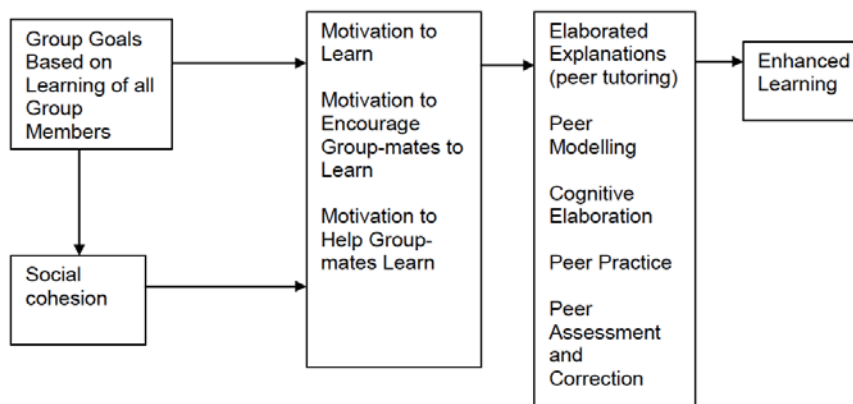 Group Goals
Based on
Learning of all
Group
Members
Social
cohesion
Motivation to
Learn
Motivation to
Encourage
Group-mates to
Learn
Motivation to
Help Group-
mates Learn
Elaborated
Explanations
(peer tutoring)
Peer
Modelling
Cognitive
Elaboration
Peer Practice
Peer
Assessment
and
Correction
Enhanced
Learning